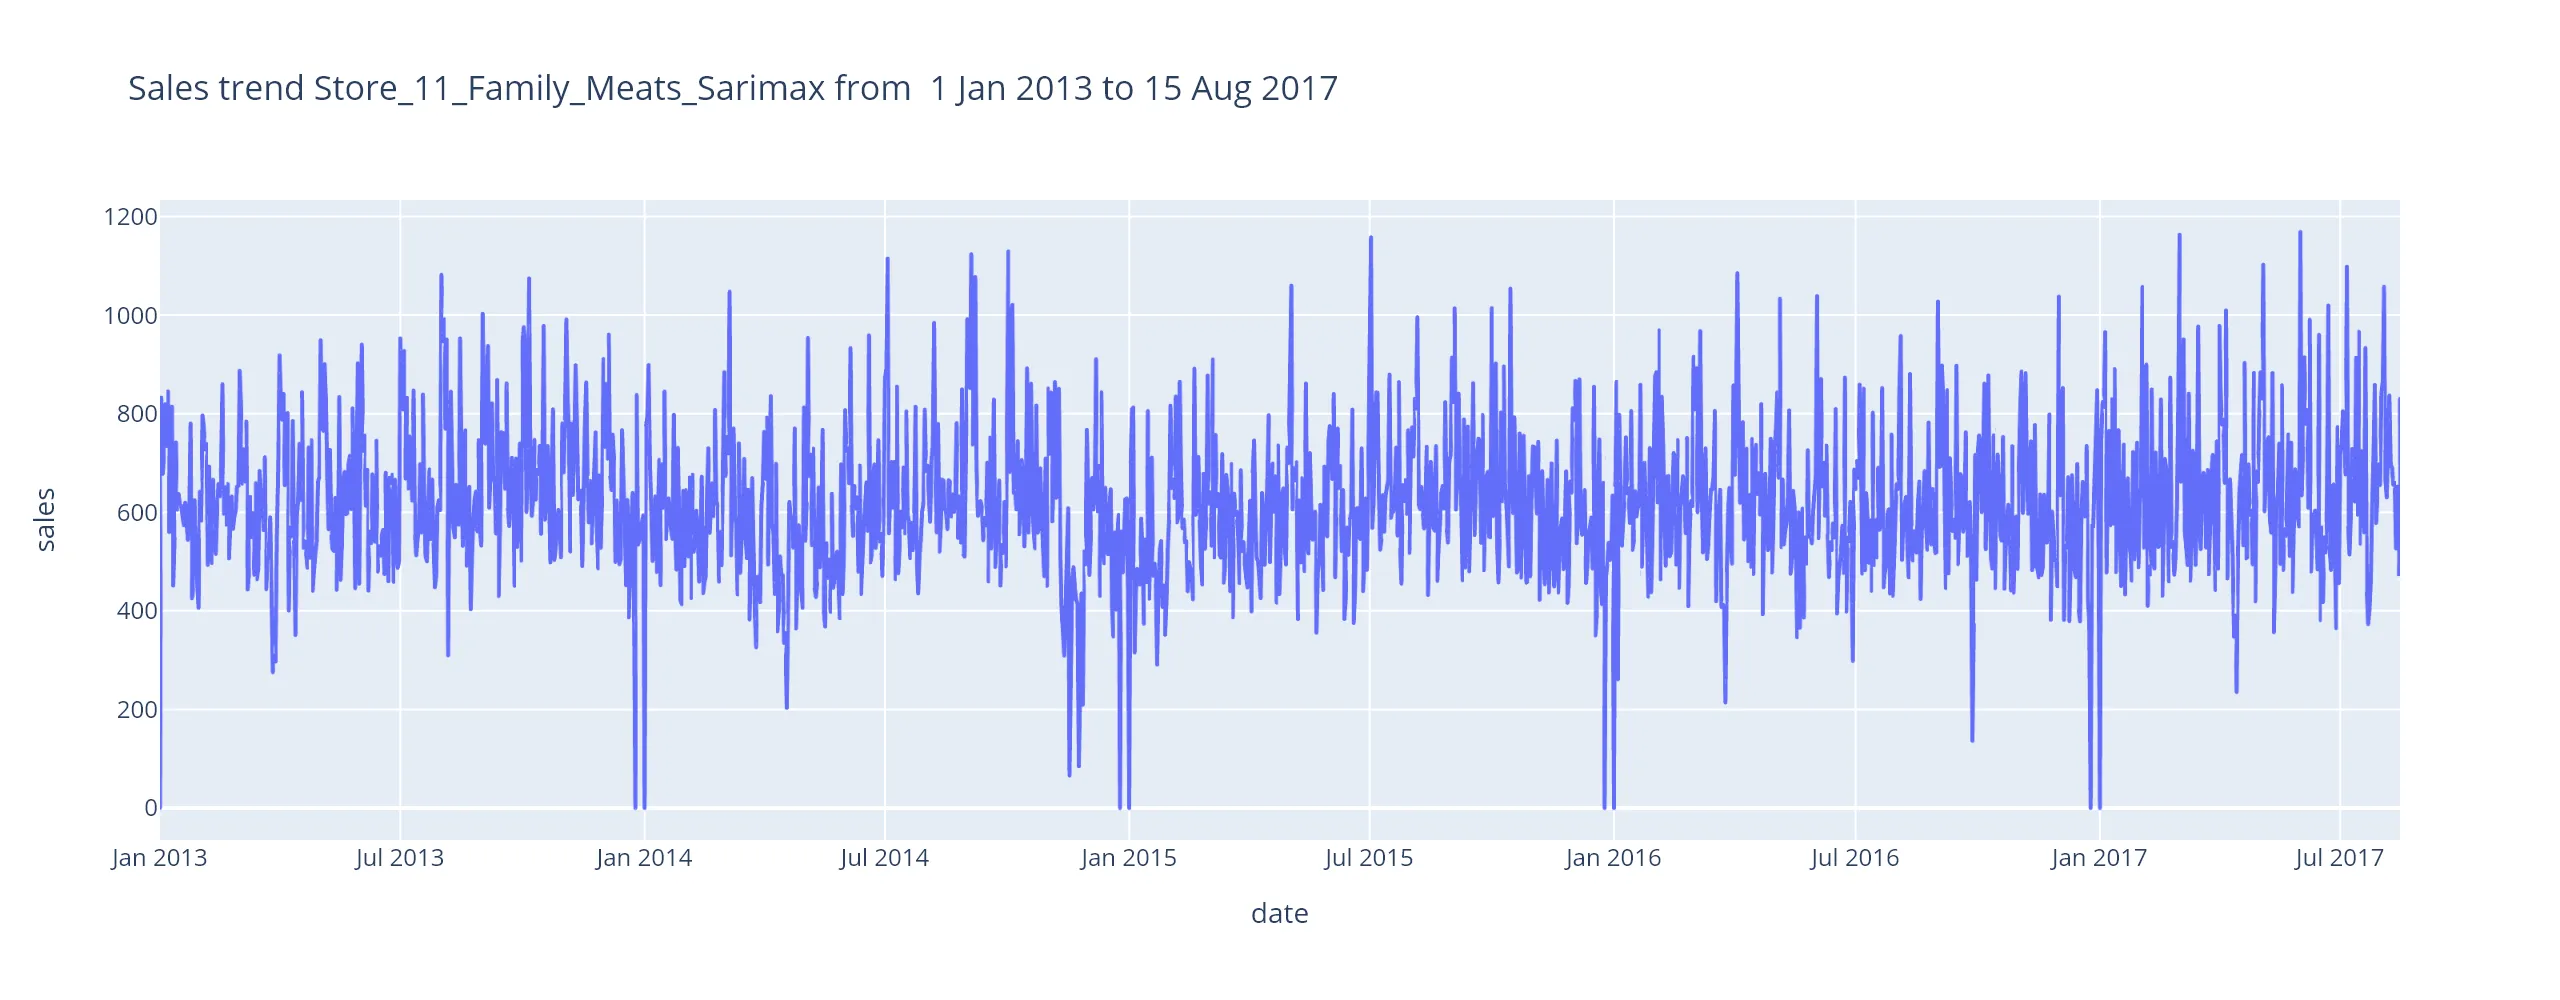 Sales trend Store_11_Family_Meats_Sarimax from  1 Jan 2013 to 15 Aug 2017
1200
1000
800
600
400
200
0
sales
Jan 2013 Jul 2013 Jan 2014 Jul 2014 Jan 2015 Jul 2015 Jan 2016 Jul 2016 Jan 2017 Jul 2017
date